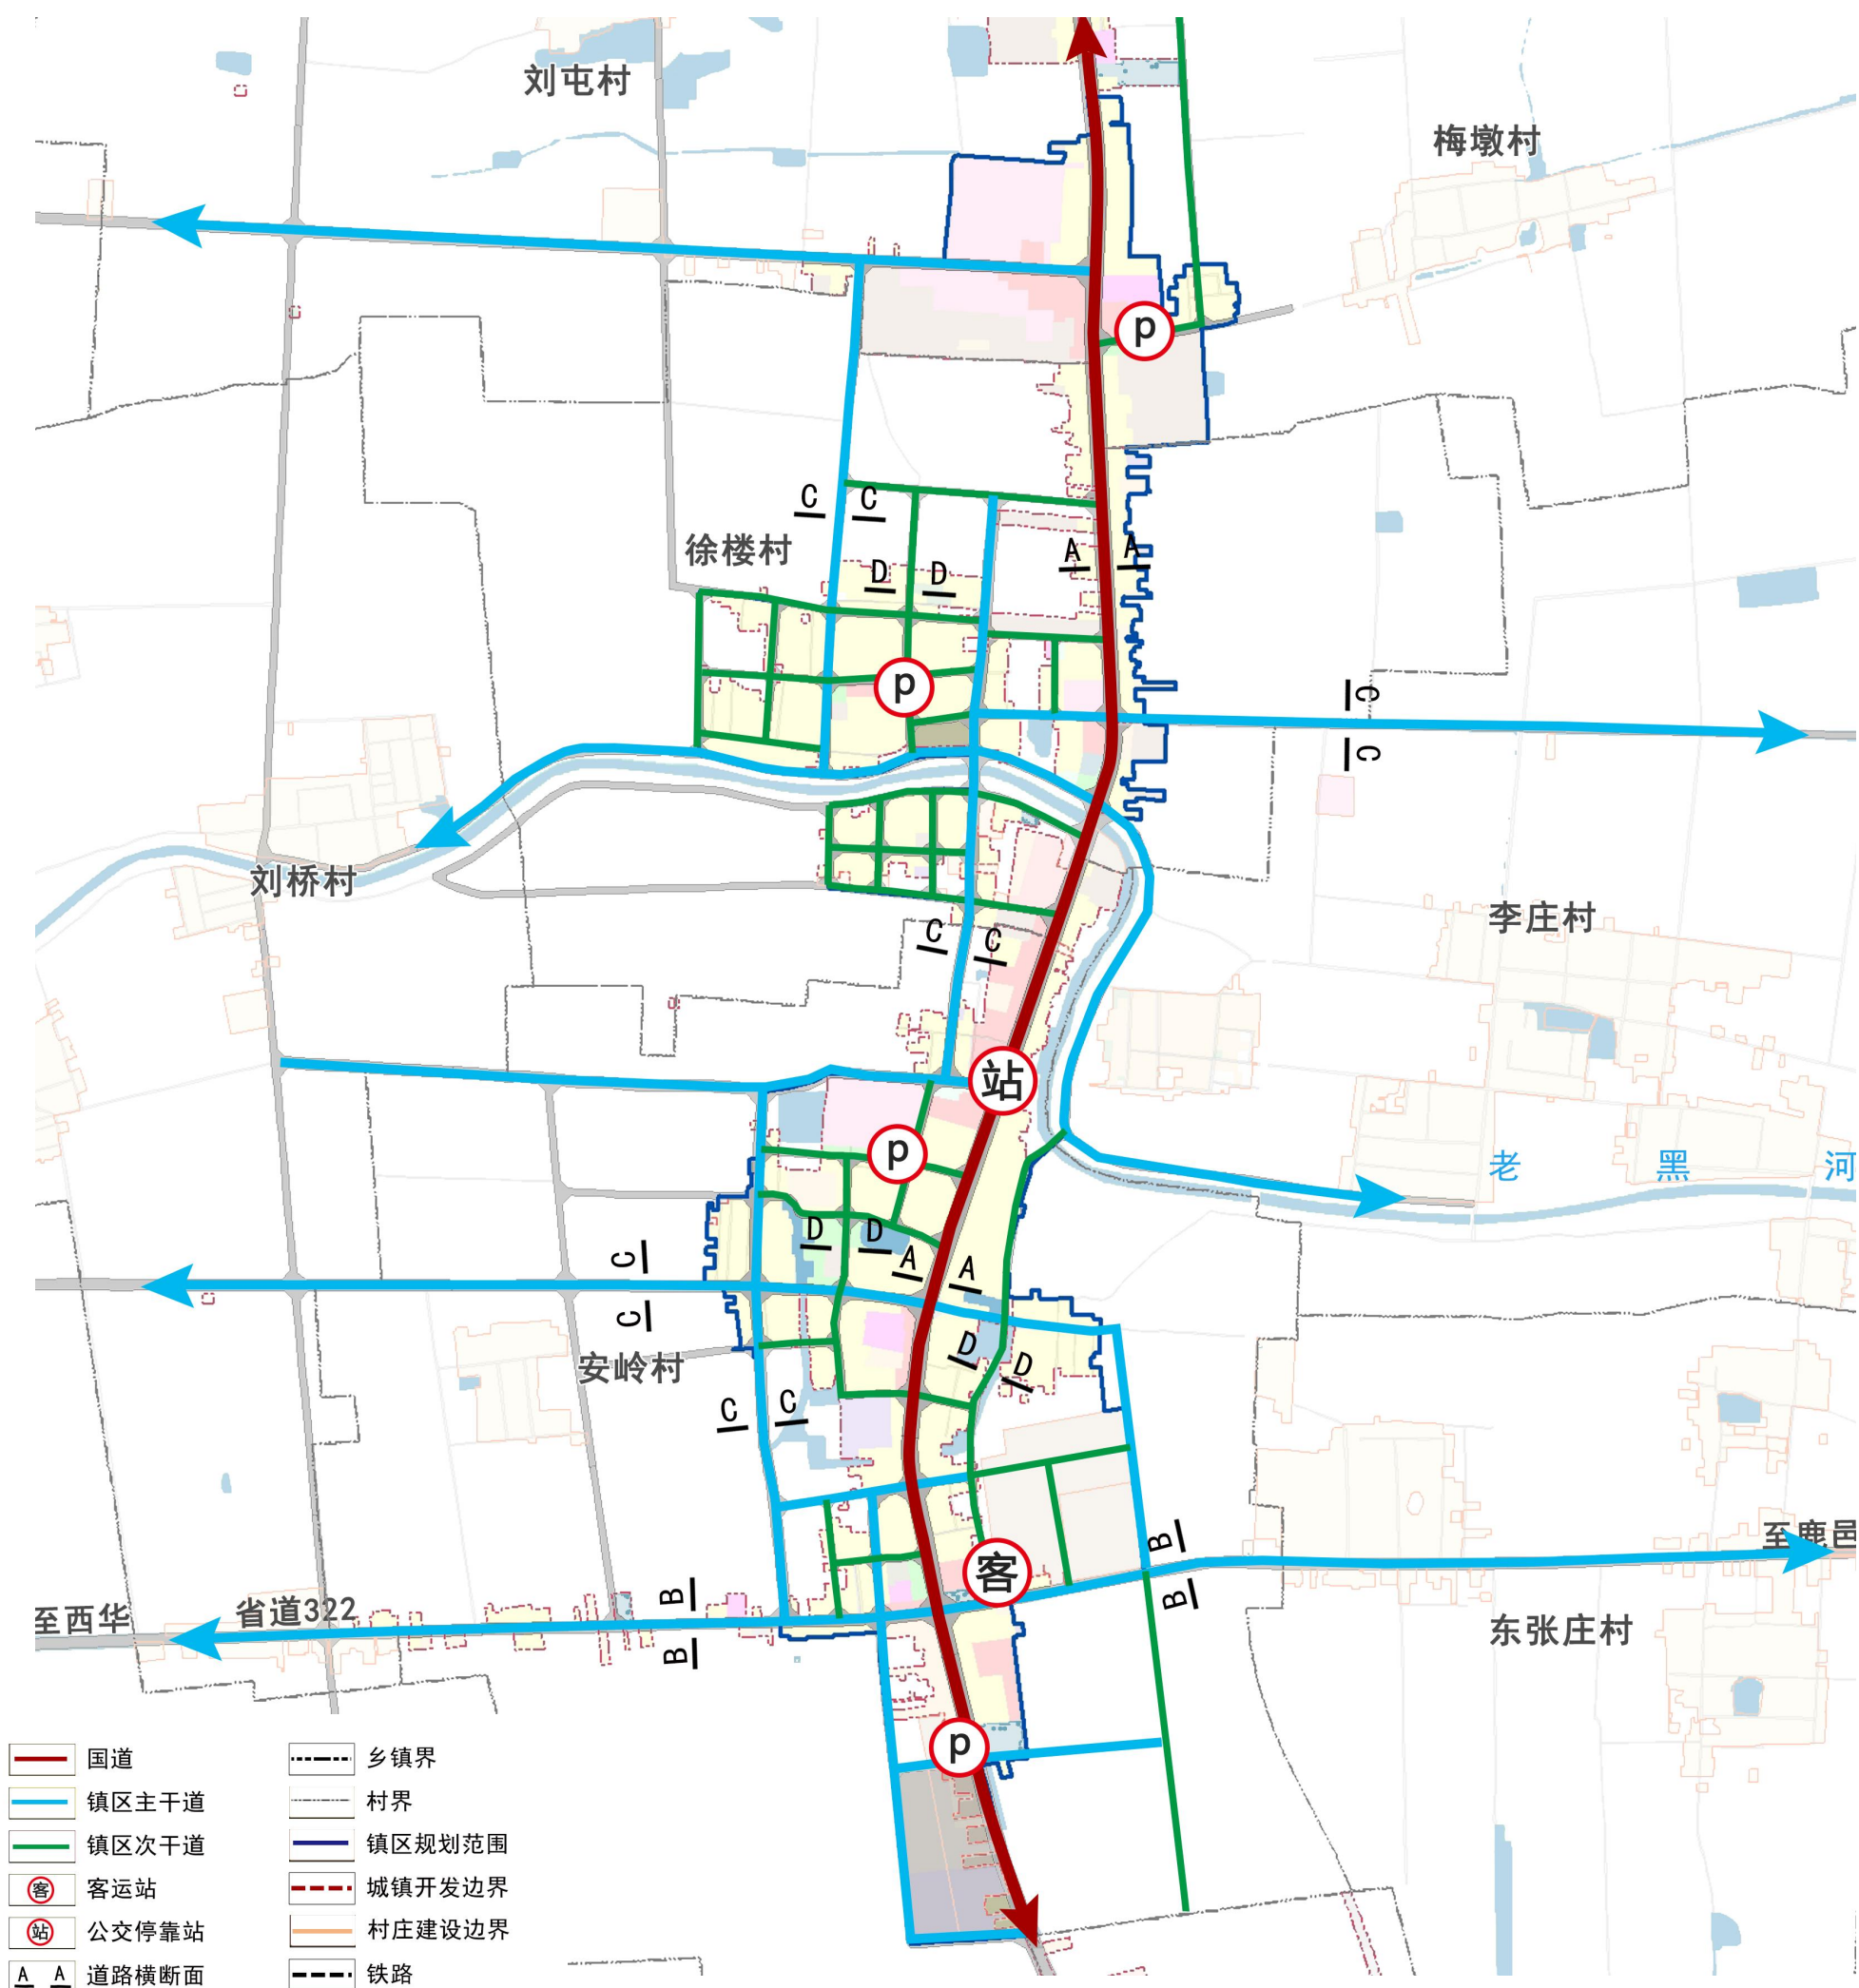 刘屯村
梅墩村
p
C C
徐楼村
A A
D D
p
C
C
刘桥村
李庄村
C C
站
p
老黑河
D D
A A
C
C
安岭村
D D
C C
B
B
至鹿邑
客
至西华
省道322
B
B
东张庄村
p
国道
乡镇界
镇区主干道
村界
镇区次干道
镇区规划范围
客 客运站
城镇开发边界
站 公交停靠站
村庄建设边界
A A 道路横断面
铁路